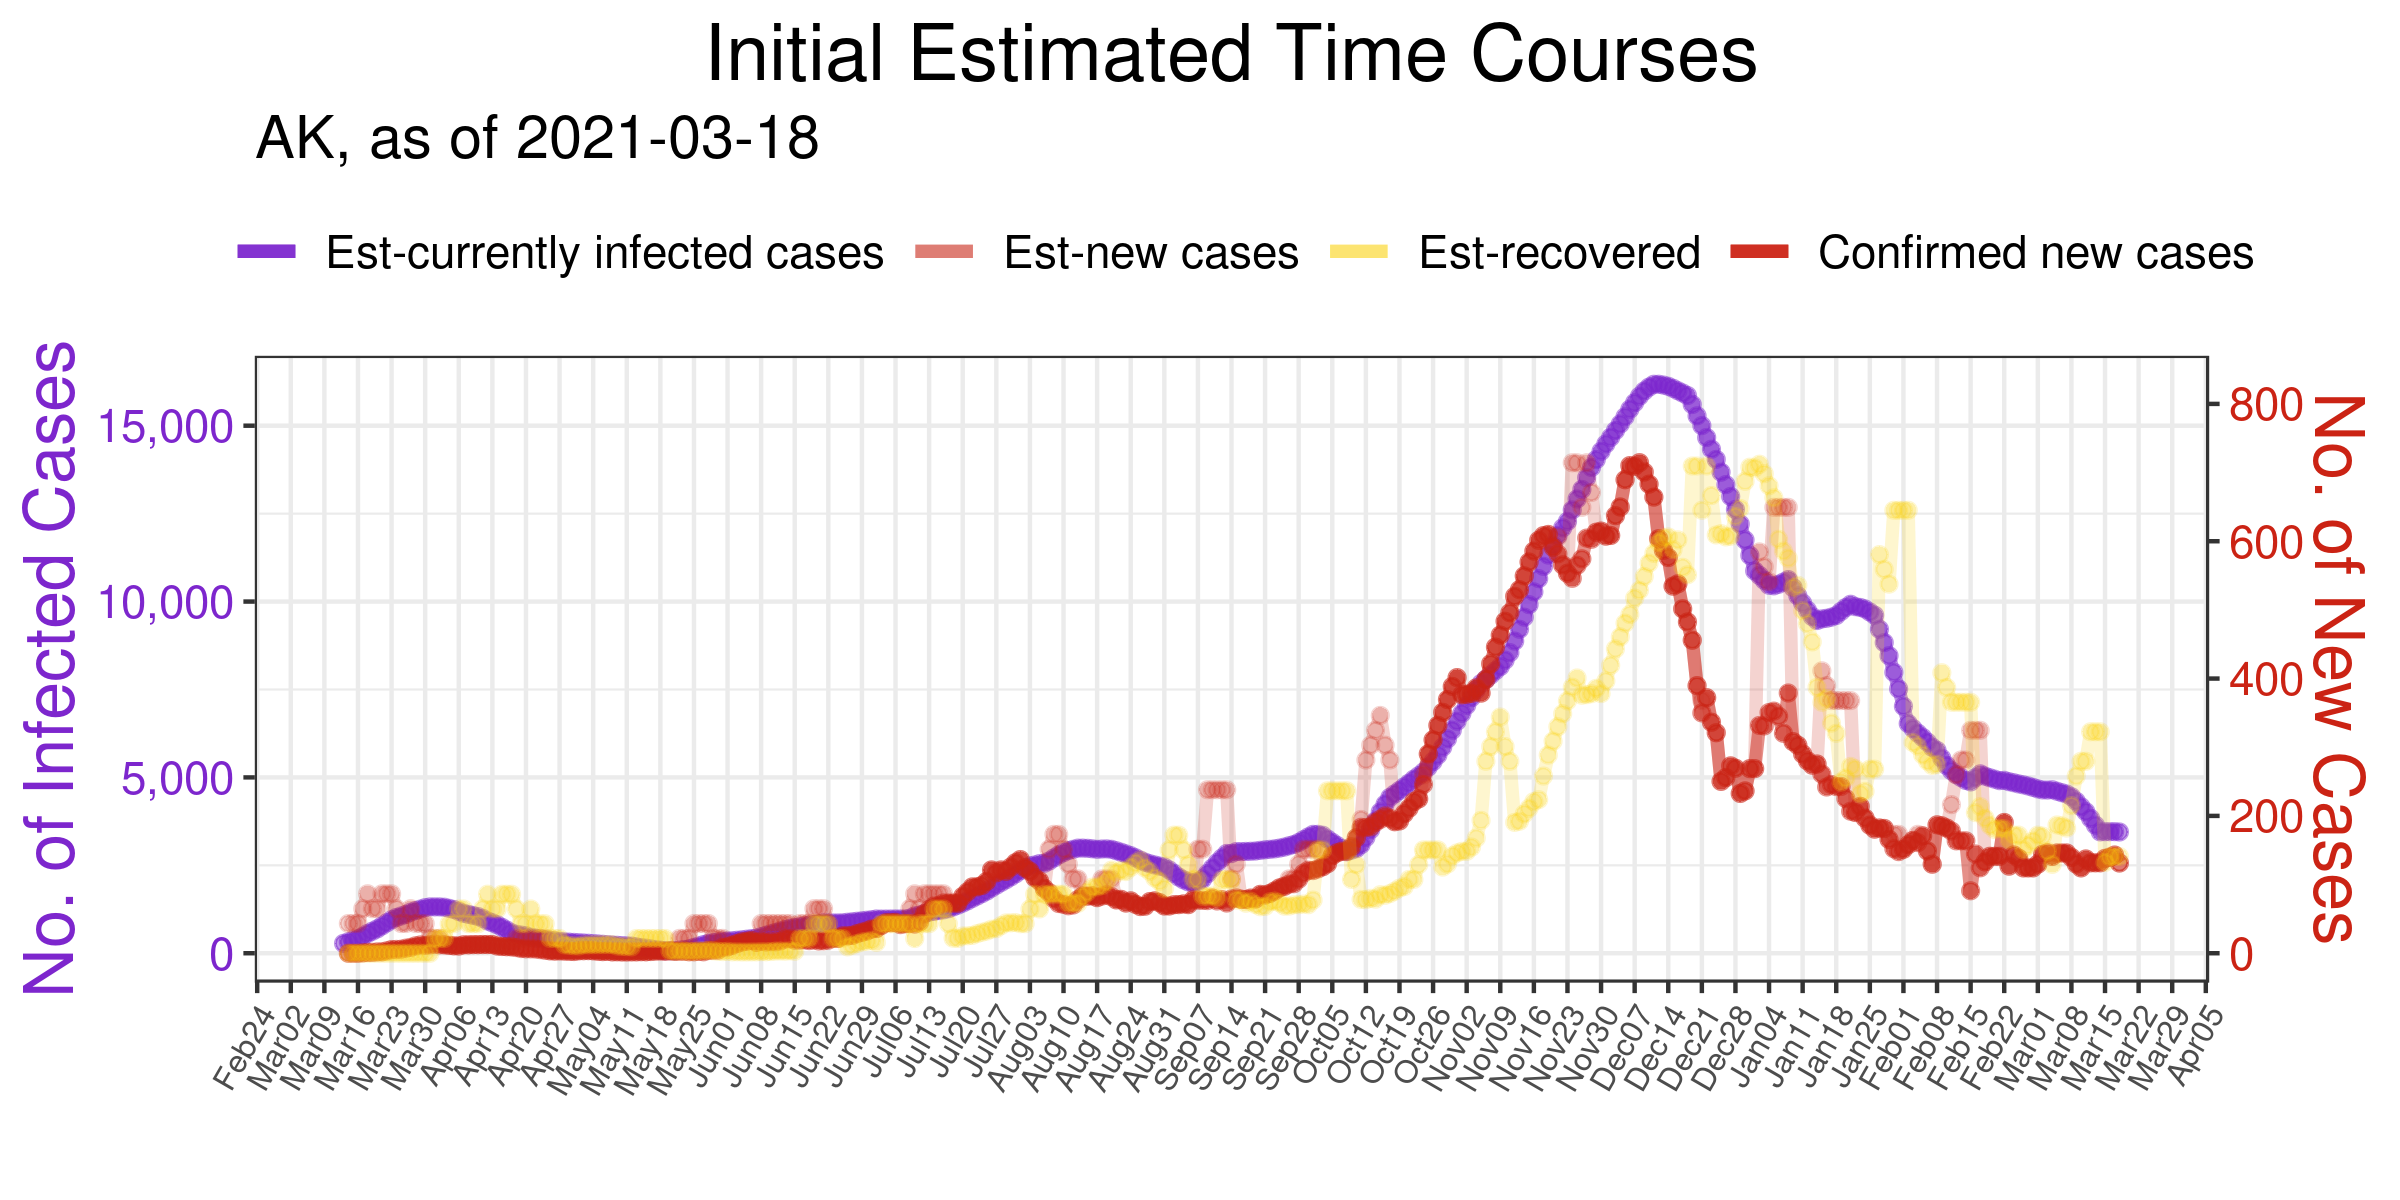 Initial Estimated Time Courses
AK, as of 2021-03-18
Est-currently infected cases Est-new cases Est-recovered Confirmed new cases
No. of Infected Cases
15,000
10,000
5,000
0
800
600
400
200
0
No. of New Cases
Feb24 Mar02 Mar09 Mar16 Mar23 Mar30 Apr06 Apr13 Apr20 Apr27 May04 May11 May18 May25 Jun01 Jun08 Jun15 Jun22 Jun29 Jul06 Jul13 Jul20 Jul27 Aug03 Aug10 Aug17 Aug24 Aug31 Sep07 Sep14 Sep21 Sep28 Oct05 Oct12 Oct19 Oct26 Nov02 Nov09 Nov16 Nov23 Nov30 Dec07 Dec14 Dec21 Dec28 Jan04 Jan11 Jan18 Jan25 Feb01 Feb08 Feb15 Feb22 Mar01 Mar08 Mar15 Mar22 Mar29 Apr05